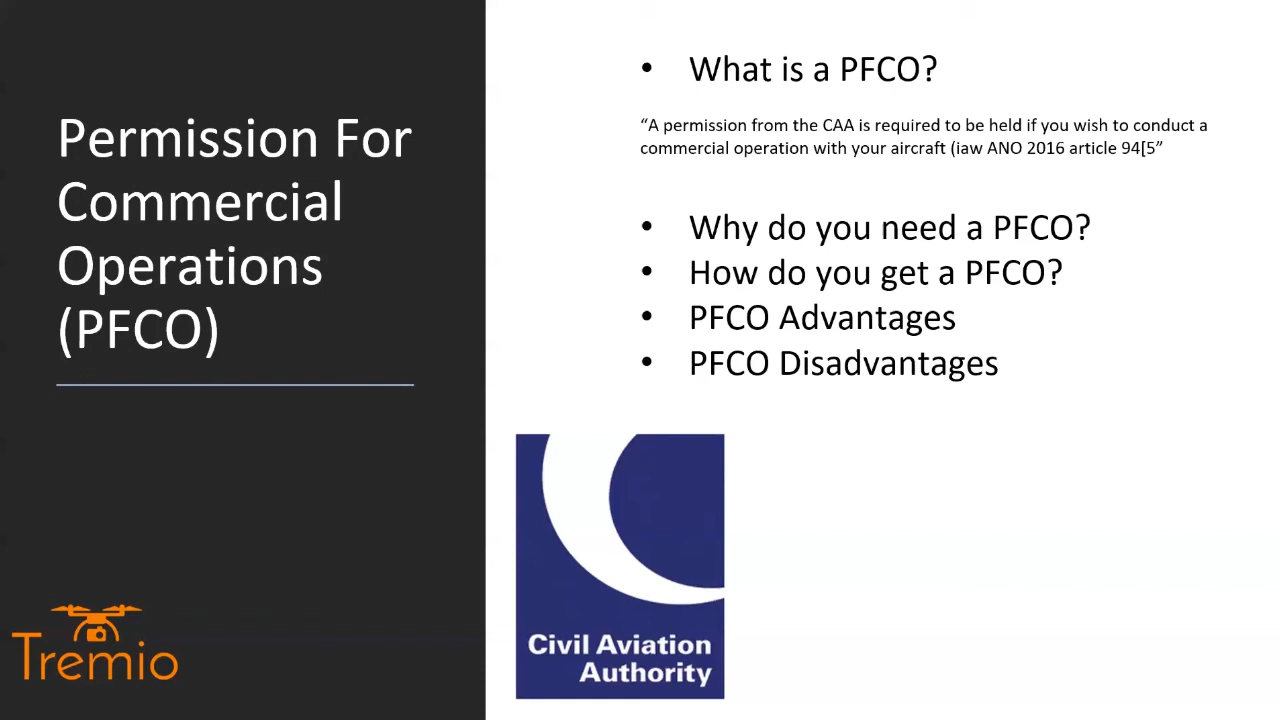 Permission For
Commercial
Operations
(PFCO)
• What is a PFCO?
“A permission from the CAA is required to be held if you wish to conduct a
commercial operation with your aircraft (iaw ANO 2016 article 94[5”
• Why do you need a PFCO?
• How do you get a PFCO?
• PFCO Advantages
• PFCO Disadvantages
Civil Aviation
Authority
Tremio